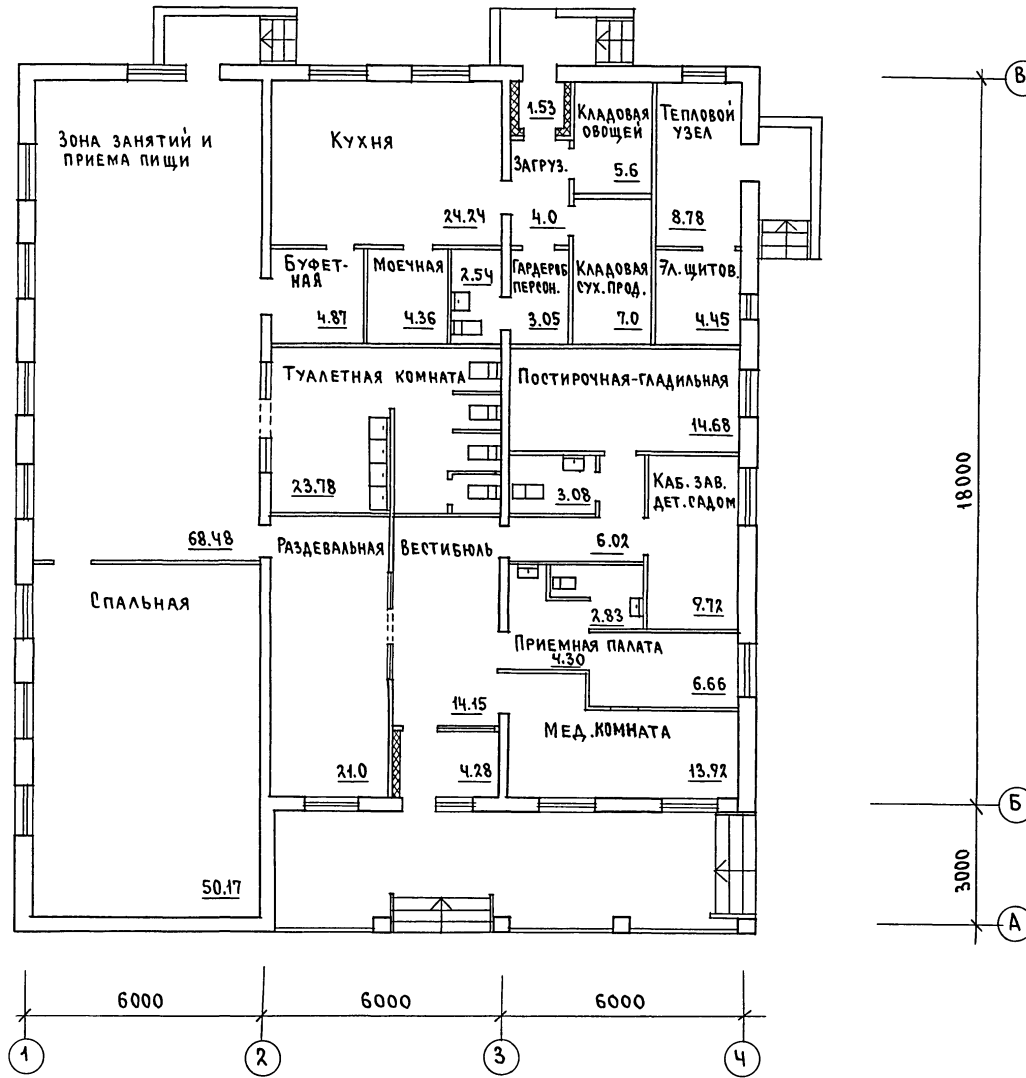 В
ЗОНА ЗАНЯТИЙ И
ПРИЕМА ПИЩИ
КУХНЯ
24.24
1.53
ЗАГРУЗ.
4.0
КЛАДОВАЯ
ОВОЩЕЙ
5.6
ТЕПЛОВОЙ
УЗЕЛ
8.78
БУФЕТ-
НАЯ
4.87
МОЕЧНАЯ
4.36
2.54
ГАРДЕРОБ
ПЕРСОН.
3.05
КЛАДОВАЯ
СУХ. ПРОД.
7.0
ЭЛ. ЩИТОВ.
4.45
ТУАЛЕТНАЯ КОМНАТА
23.78
ПОСТИРОЧНАЯ-ГЛАДИЛЬНАЯ
14.68
3.08
КАБ. ЗАВ.
ДЕТ. САДОМ
9.72
68.48
РАЗДЕВАЛЬНАЯ
21.0
ВЕСТИБЮЛЬ
14.15
6.02
СПАЛЬНАЯ
50.17
2.83
ПРИЕМНАЯ ПАЛАТА
4.30
6.66
МЕД. КОМНАТА
13.92
4.28
18000
Б
3000
А
6000
6000
6000
1
2
3
4